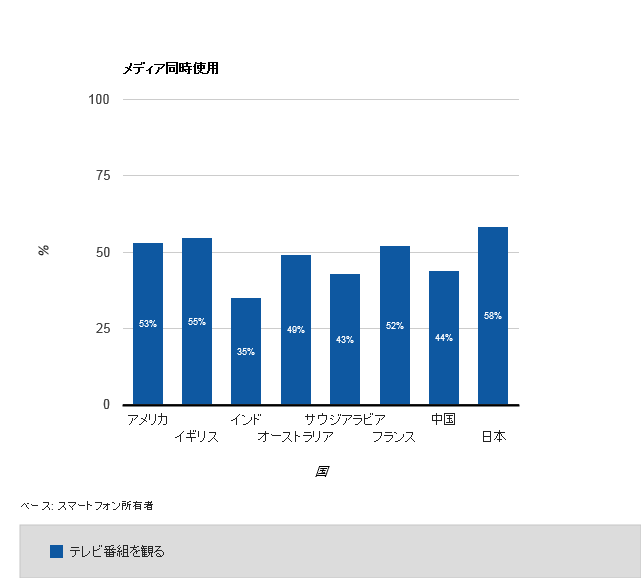 メディア同時使用
100
75
%
50
25
0
53%
55%
35%
49%
43%
52%
44%
58%
アメリカ
イギリス
インド
オーストラリア
サウジアラビア
フランス
中国
日本
国
ベース: スマートフォン所有者
テレビ番組を観る